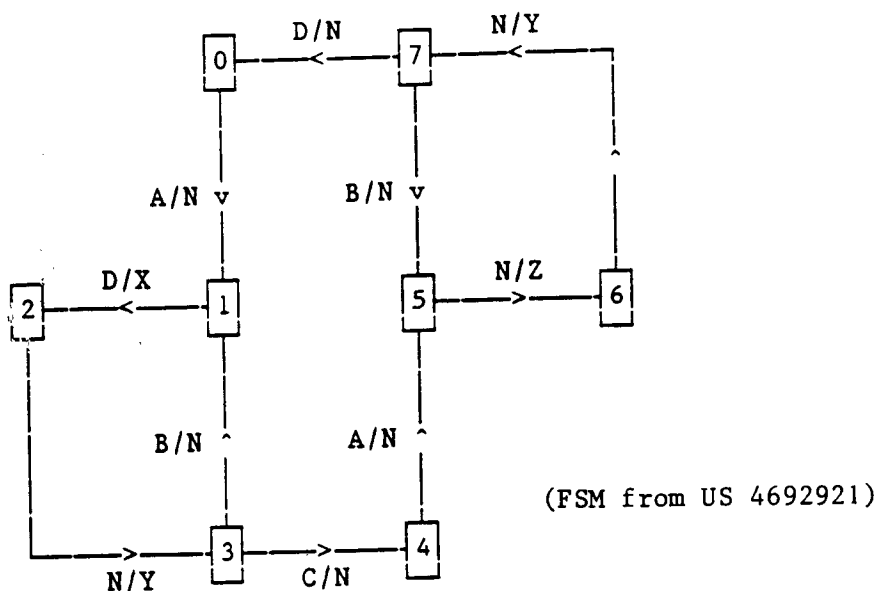 D/N N/Y
0 7
A/N B/N
D/X N/Z
2 1 5 6
B/N A/N
(FSM from US 4692921)
3 4
N/Y C/N